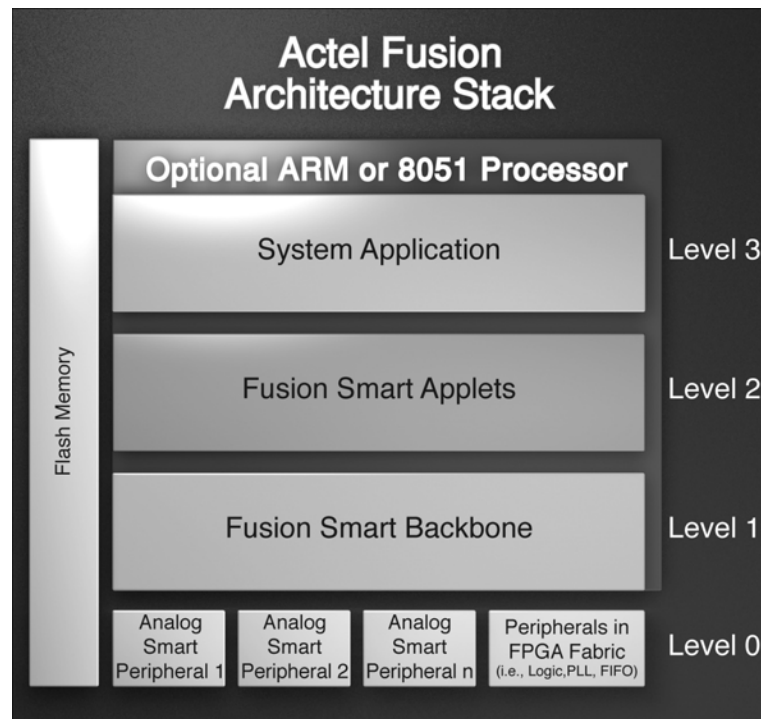 Actel Fusion
Architecture Stack
Optional ARM or 8051 Processor
System Application
Level 3
Flash Memory
Fusion Smart Applets
Level 2
Fusion Smart Backbone
Level 1
Analog
Smart
Peripheral 1
Analog
Smart
Peripheral 2
Analog
Smart
Peripheral n
Peripherals in
FPGA Fabric
(i.e., Logic,PLL, FIFO)
Level 0